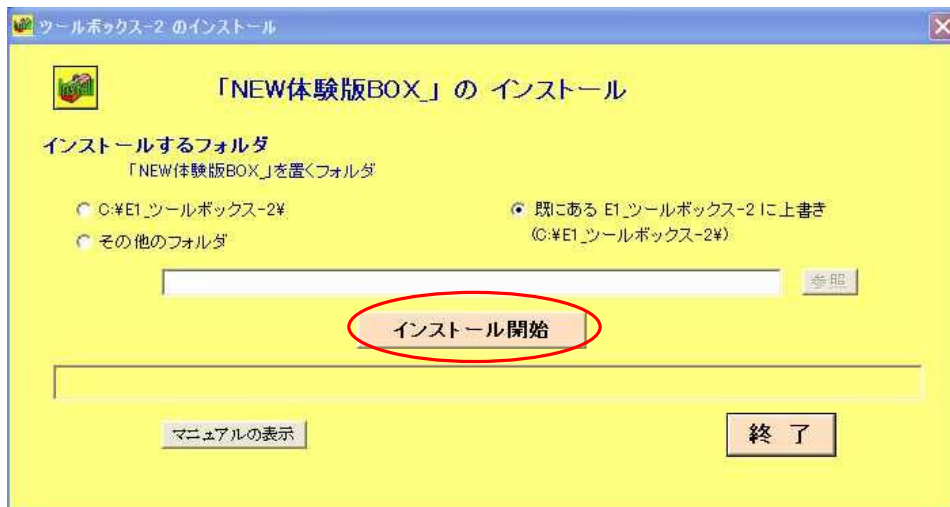 ツールボックス-2 のインストール
「NEW体験版BOX_」の インストール
インストールするフォルダ
「NEW体験版BOX_」を置くフォルダ
C:¥E1_ツールボックス-2¥
既にある E1_ツールボックス-2 に上書き
(C:¥E1_ツールボックス-2¥)
その他のフォルダ
参照
インストール開始
マニュアルの表示
終 了